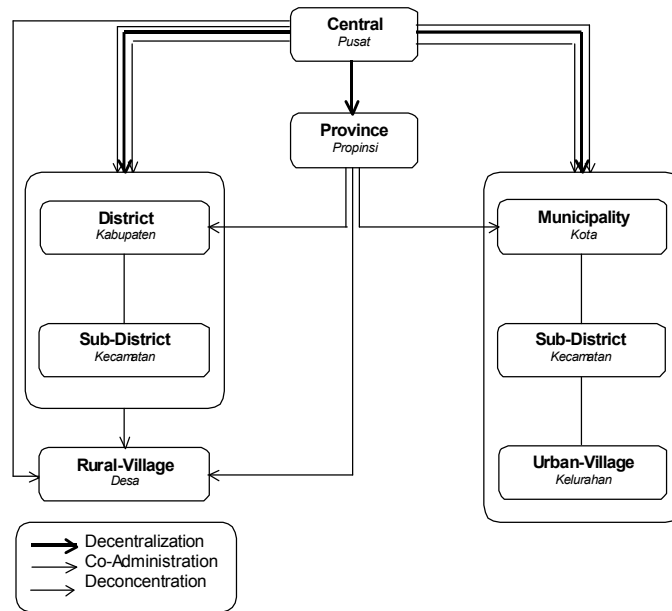 Central
Pusat
Province
Propinsi
District
Kabupaten
Municipality
Kota
Sub-District
Kecamatan
Sub-District
Kecamatan
Rural-Village
Desa
Urban-Village
Kelurahan
Decentralization
Co-Administration
Deconcentration